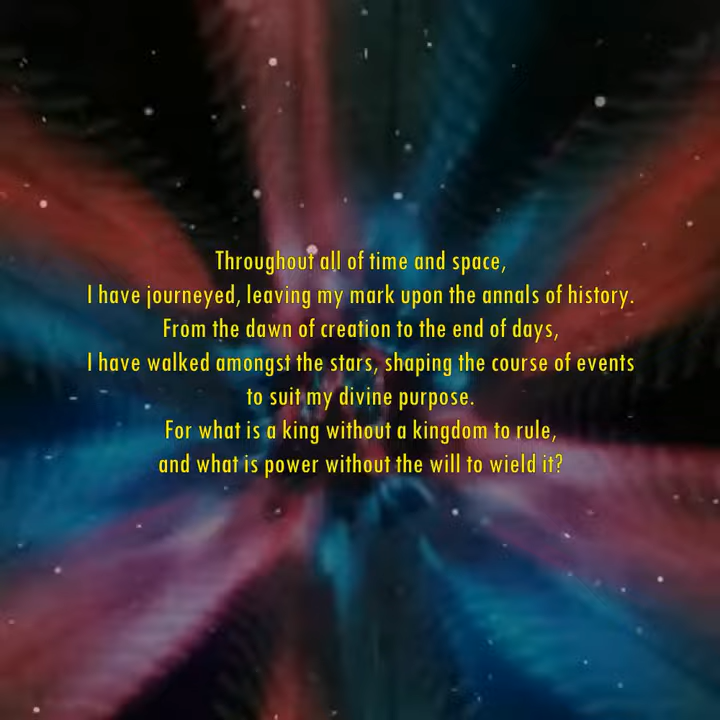 Throughout all of time and space,
I have journeyed, leaving my mark upon the annals of history.
From the dawn of creation to the end of days,
I have walked amongst the stars, shaping the course of events
to suit my divine purpose.
For what is a king without a kingdom to rule,
and what is power without the will to wield it?